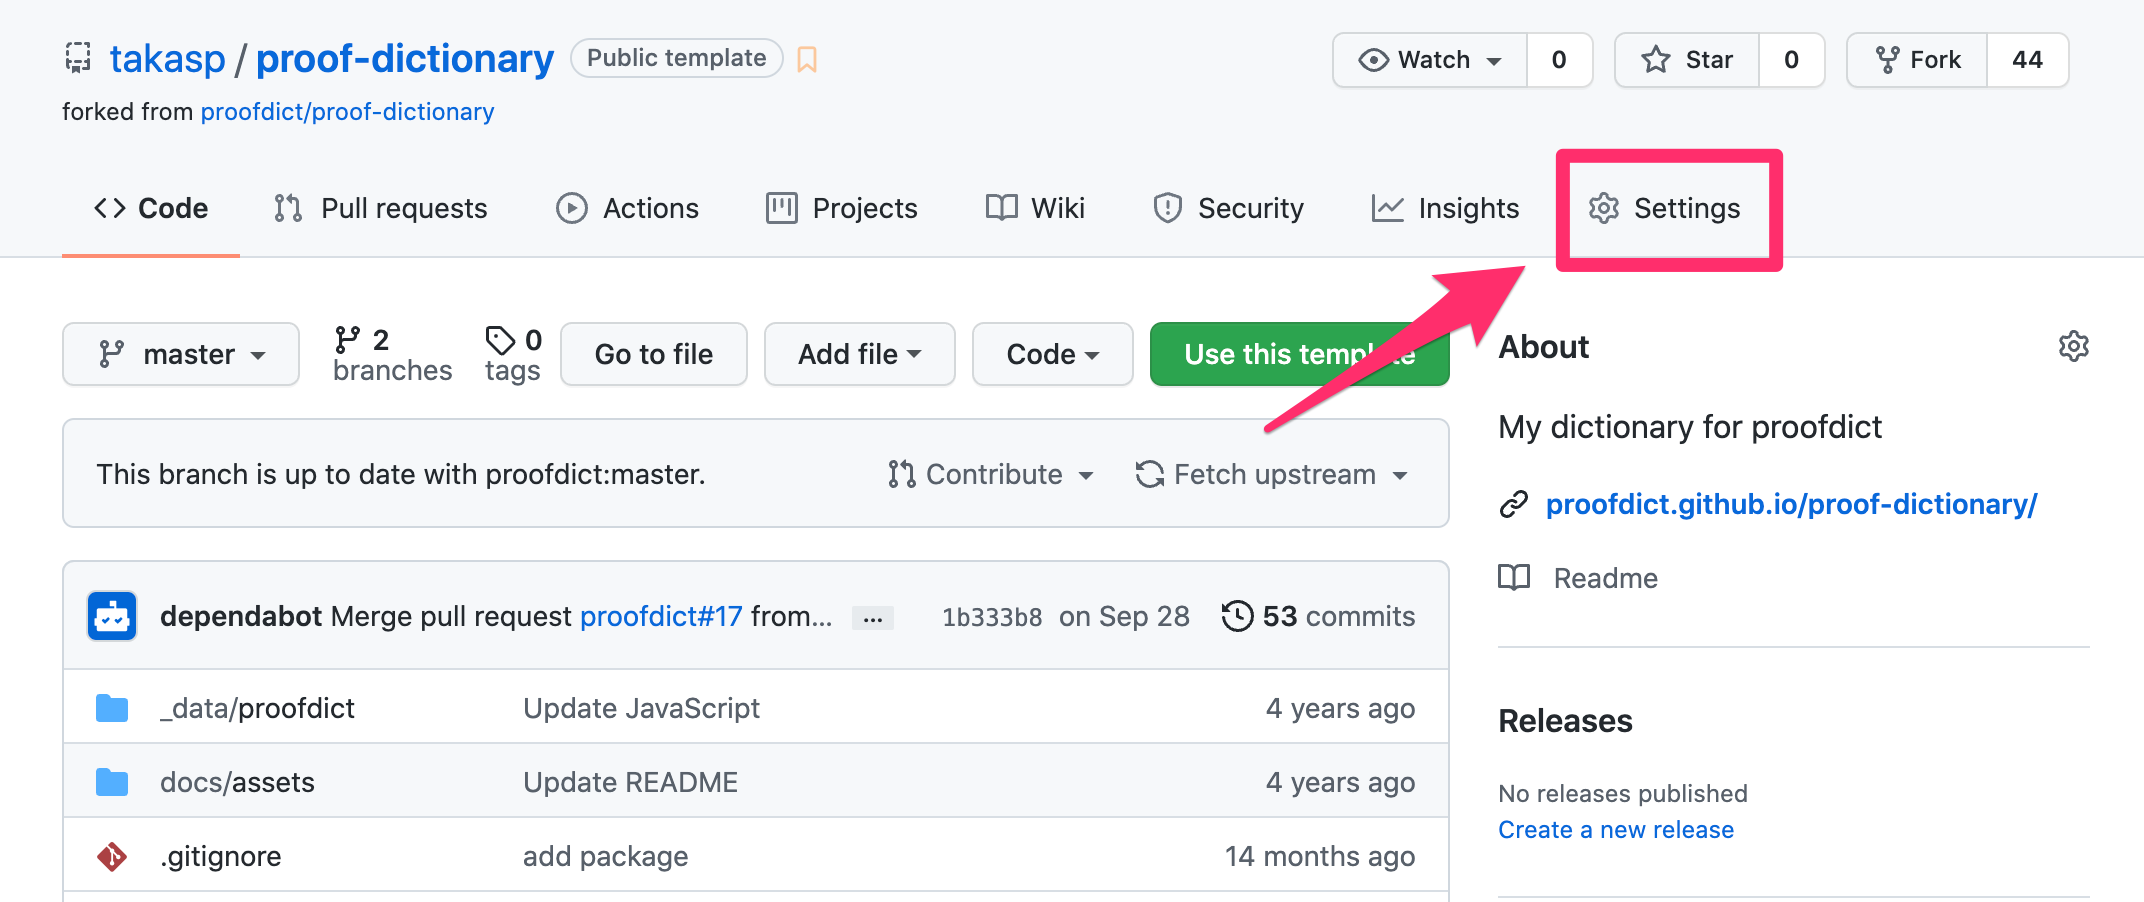 takasp / proof-dictionary Public template Watch 0 Star 0 Fork 44
forked from proofdict/proof-dictionary
Code Pull requests Actions Projects Wiki Security Insights Settings
master 2 branches 0 tags Go to file Add file Code Use this
About
My dictionary for proofdict
This branch is up to date with proofdict:master. Contribute Fetch upstream
proofdict.github.io/proof-dictionary/
Readme
dependabot Merge pull request proofdict#17 from... ... 1b333b8 on Sep 28 53 commits
_data/proofdict Update JavaScript 4 years ago
docs/assets Update README 4 years ago
.gitignore add package 14 months ago
Releases
No releases published
Create a new release